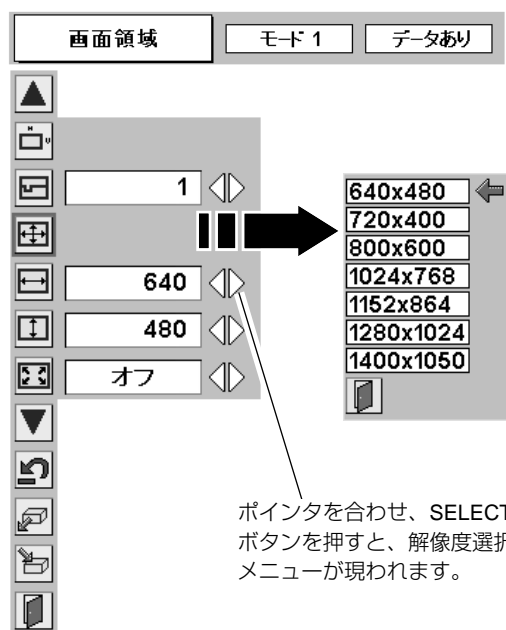 画面領域
モード 1
データあり
1
640
480
オフ
640x480
720x400
800x600
1024x768
1152x864
1280x1024
1400x1050
ポインタを合わせ、SELECT
ボタンを押すと、解像度選択
メニューが現われます。